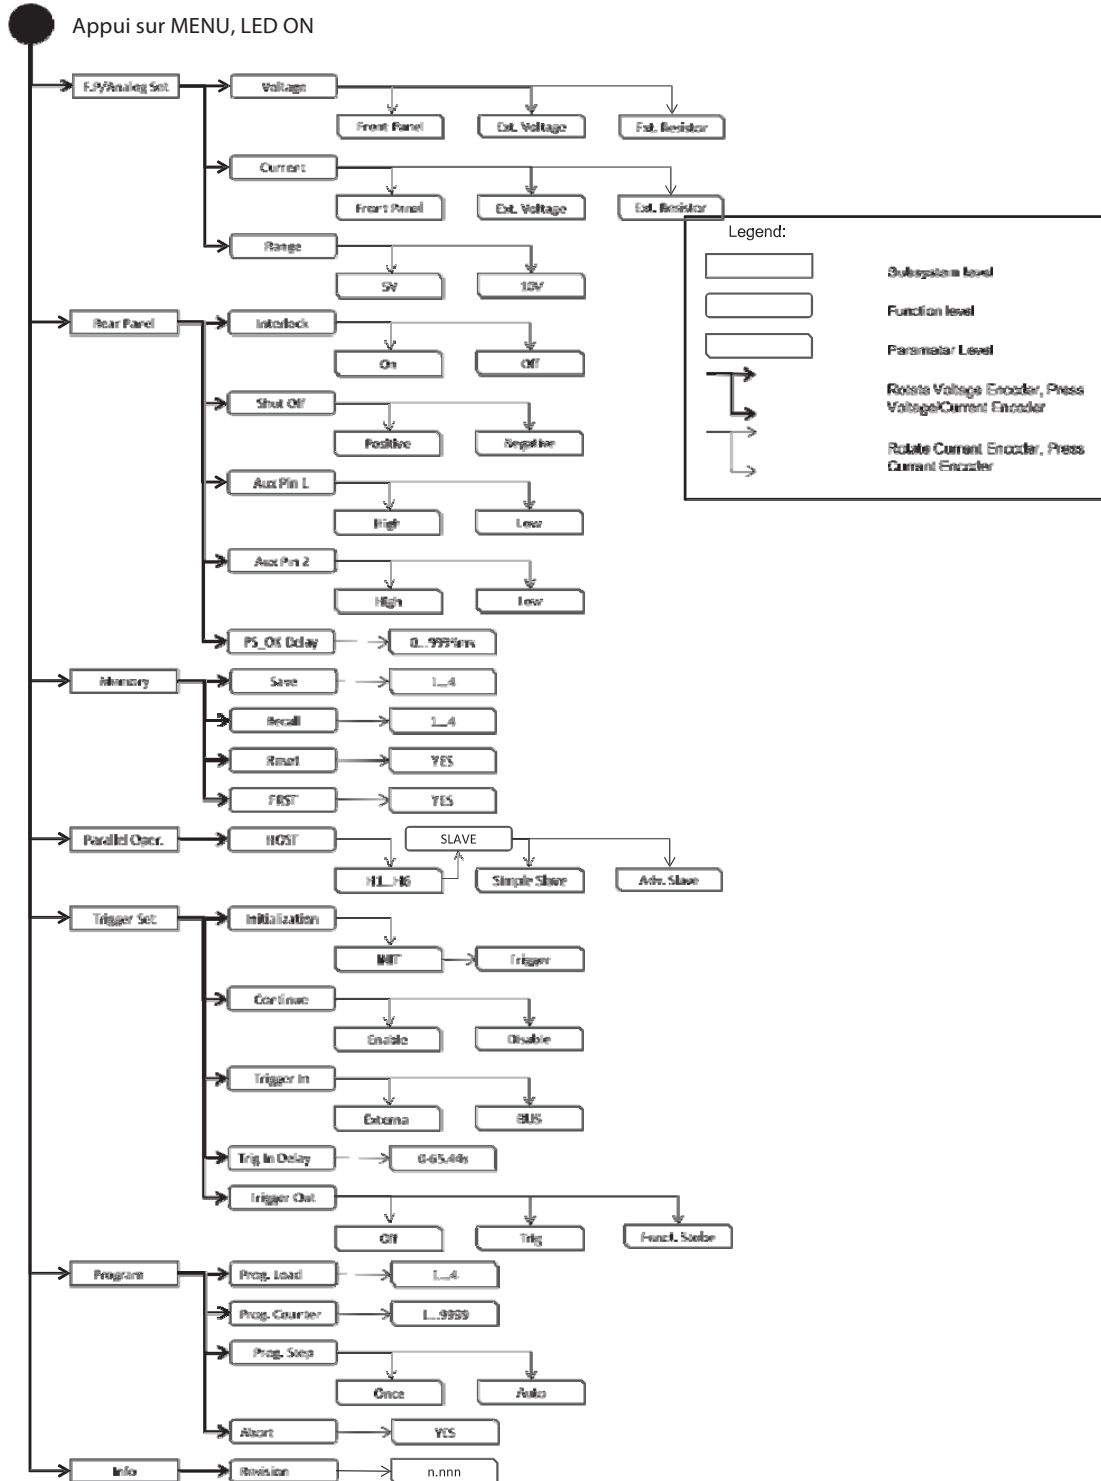 Appui sur MENU, LED ON
F.P/Analog Set
Voltage
Front Panel
Ext. Voltage
Ext. Resistor
Current
Front Panel
Ext. Voltage
Ext. Resistor
Range
5V
10V
Legend:
Subsystem level
Function level
Paramatar Level
Rotate Voltage Encoder, Press
Voltage/Current Encoder
Rotate Current Encoder, Press
Current Encoder
Rear Panel
Interlock
On
Off
Shut Off
Positive
Negative
Aux Pin 1
High
Low
Aux Pin 2
High
Low
PS_OK Delay
0...9999ms
Memory
Save
1...4
Recall
1...4
Reset
YES
FRST
YES
Parallel Oper.
HOST
SLAVE
H1...H6
Simple Slave
Adv. Slave
Trigger Set
Initialization
INIT
Trigger
Continue
Enable
Disable
Trigger In
Externa
BUS
Trig In Delay
0-65.44s
Trigger Out
Off
Trig
Funct. Srobe
Program
Prog. Load
1...4
Prog. Counter
1...9999
Prog. Step
Once
Auto
Abort
YES
Info
Revision
n.nnn